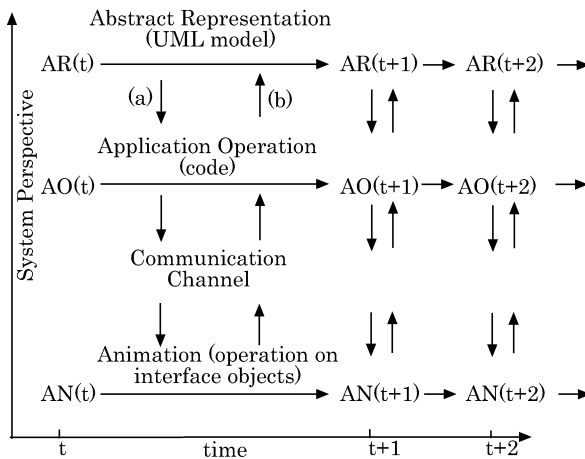 Abstract Representation
(UML model)
AR(t) AR(t+1) AR(t+2)
(a) (b)
Application Operation
(code)
AO(t) AO(t+1) AO(t+2)
Communication
Channel
Animation (operation on
interface objects)
AN(t) AN(t+1) AN(t+2)
t time t+1 t+2
System Perspective